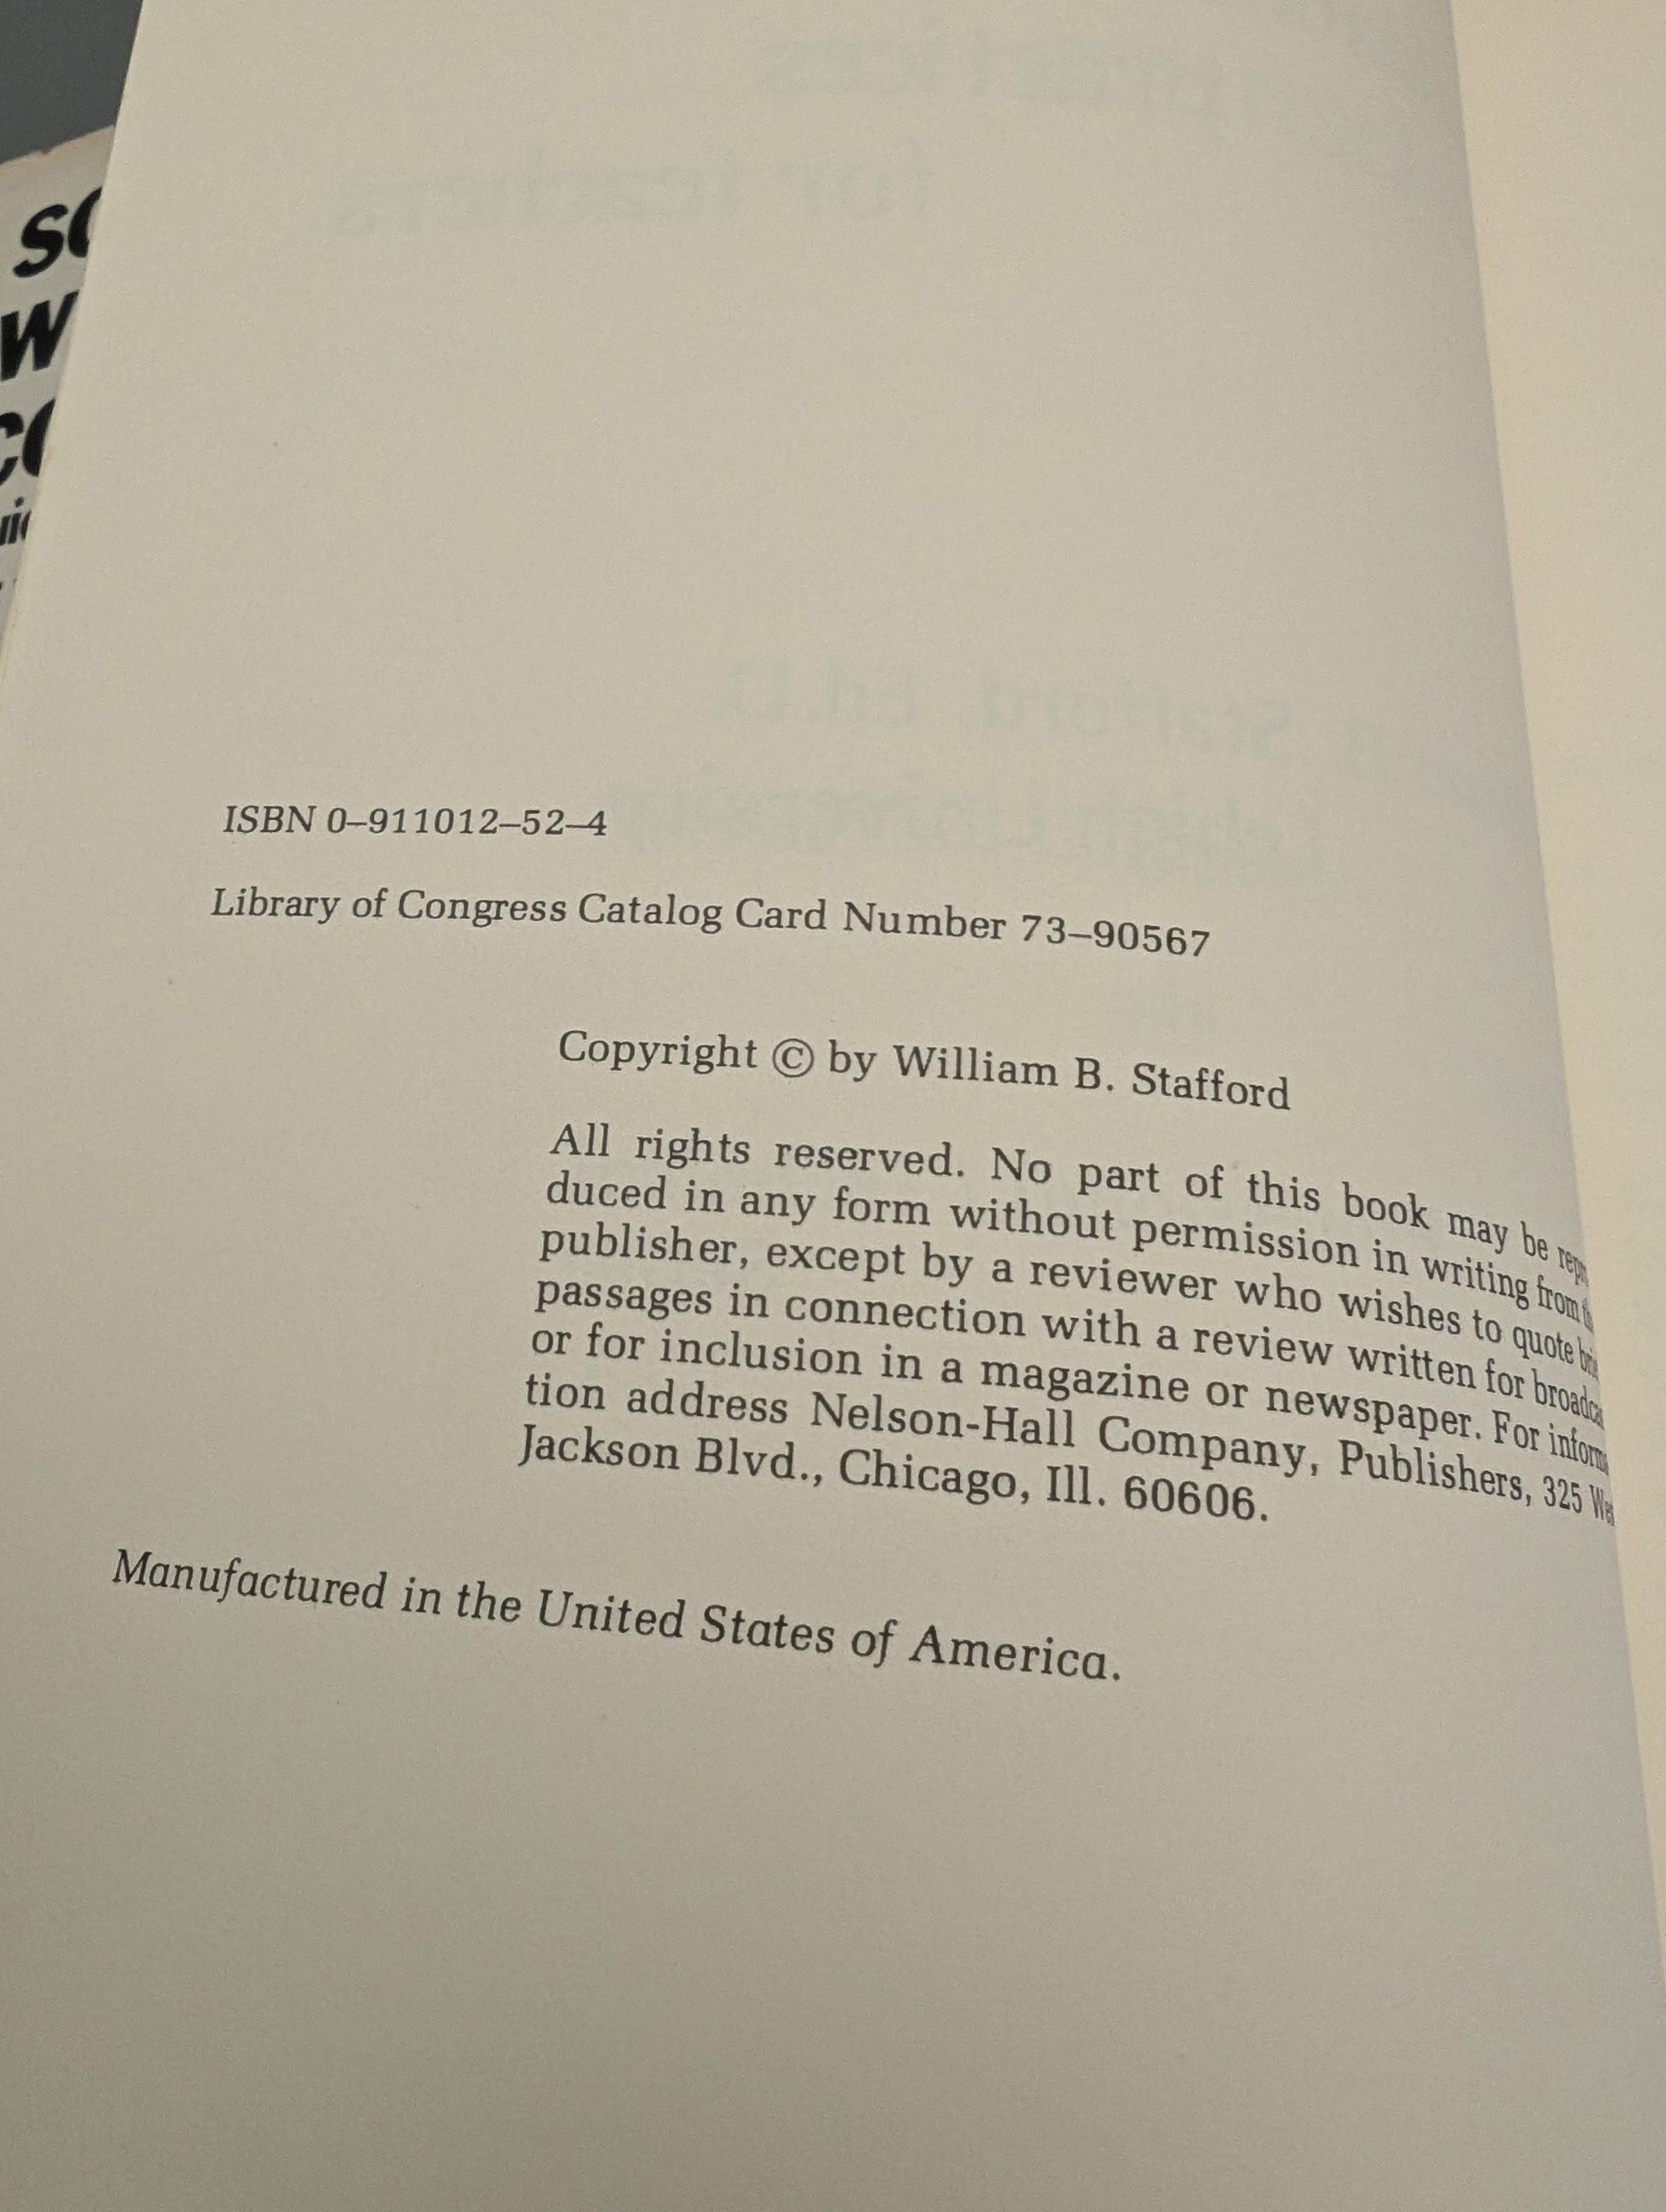 so
w
ISBN 0–911012–52–4
Library of Congress Catalog Card Number 73–90567
Copyright © by William B. Stafford
All rights reserved. No part of this book may be repro
duced in any form without permission in writing from
publisher, except by a reviewer who wishes to quote
passages in connection with a review written for
or for inclusion in a magazine or newspaper. For
tion address Nelson-Hall Company, Publishers, 325
Jackson Blvd., Chicago, Ill. 60606.
Manufactured in the United States of America.